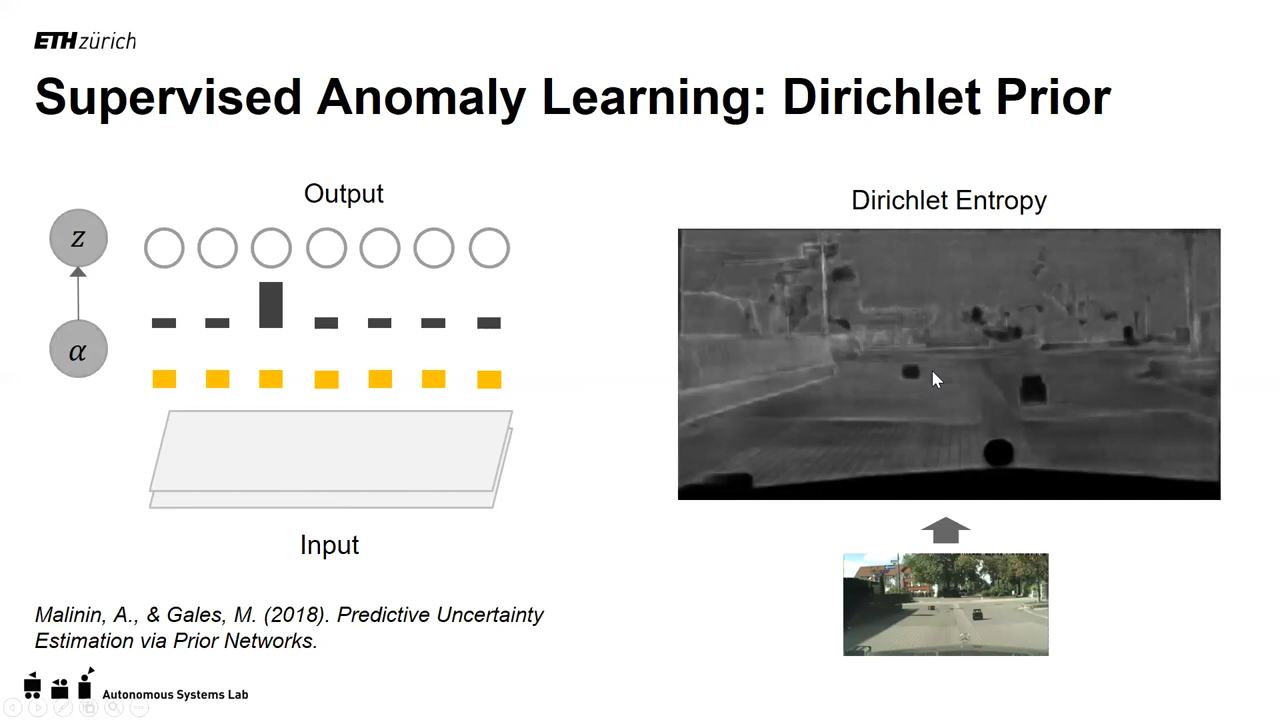 ETH zürich
Supervised Anomaly Learning: Dirichlet Prior
Output
Dirichlet Entropy
z
α
Input
Malinin, A., & Gales, M. (2018). Predictive Uncertainty
Estimation via Prior Networks.
Autonomous Systems Lab